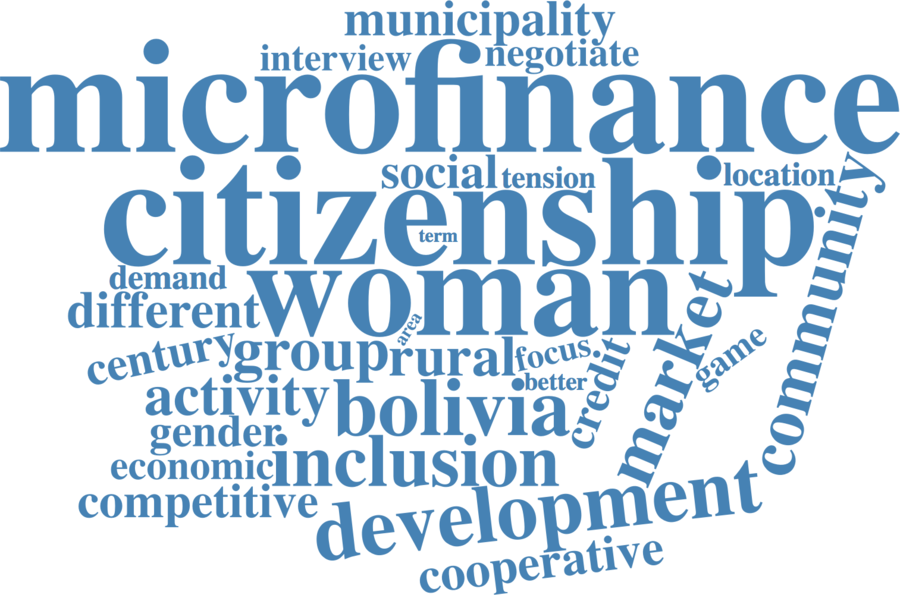 municipality
interview
negotiate
microfinance
social
tension
location
citizenship
community
term
demand
woman
different
area
market
century
group
rural
focus
credit
game
better
activity
bolivia
gender
economic
inclusion
competitive
development
cooperative